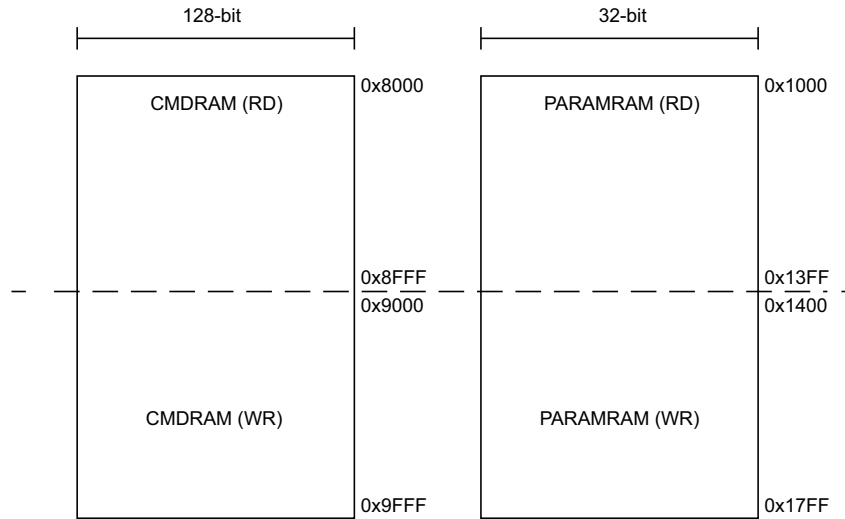 128-bit
32-bit
0x8000
0x1000
CMDRAM (RD)
PARAMRAM (RD)
0x8FFF
0x13FF
0x9000
0x1400
CMDRAM (WR)
PARAMRAM (WR)
0x9FFF
0x17FF